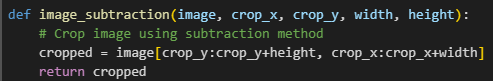 def image_subtraction(image, crop_x, crop_y, width, height):
    # Crop image using subtraction method
    cropped = image[crop_y:crop_y+height, crop_x:crop_x+width]
    return cropped